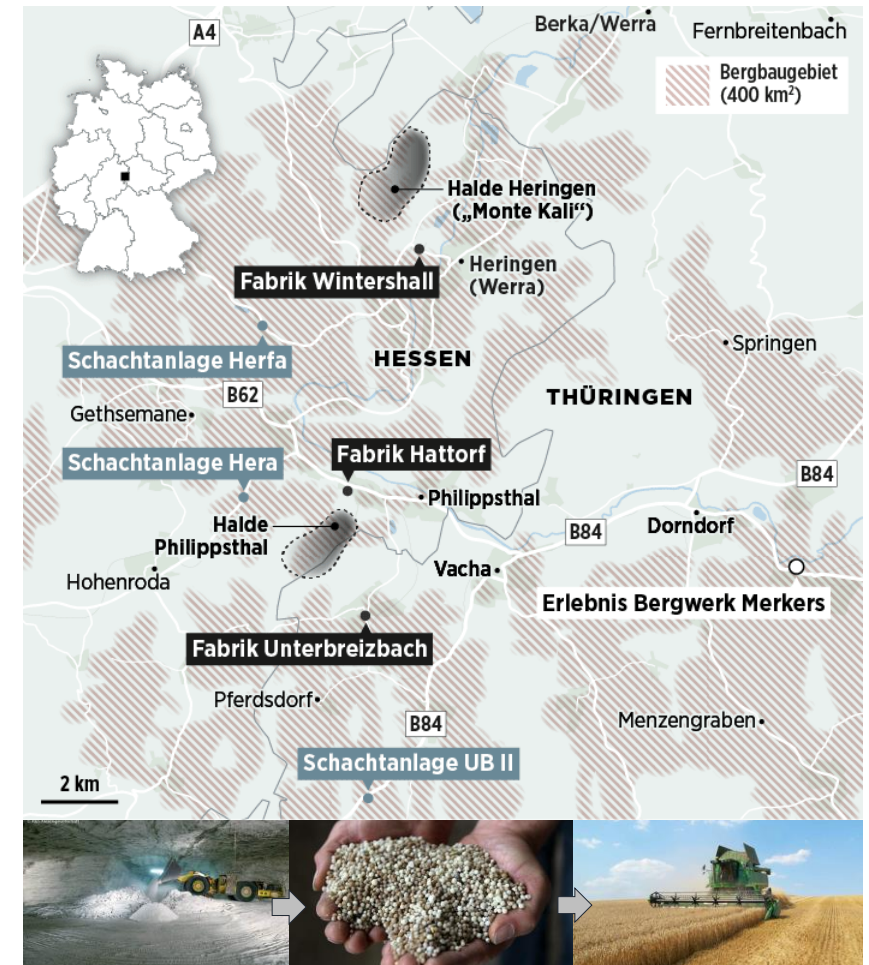 A4
Berka/Werra
Fernbreitenbach
Bergbaugebiet
(400 km²)
Halde Heringen
(„Monte Kali“)
Fabrik Wintershall
Heringen
(Werra)
Schachtanlage Herfa
HESSEN
Springen
B62
THÜRINGEN
Gethsemane
Schachtanlage Hera
Fabrik Hattorf
B84
Philippsthal
Halde
Philippsthal
B84
Dorndorf
Hohenroda
Vacha
Erlebnis Bergwerk Merkers
Fabrik Unterbreizbach
Pferdsdorf
B84
Menzengraben
Schachtanlage UB II
2 km